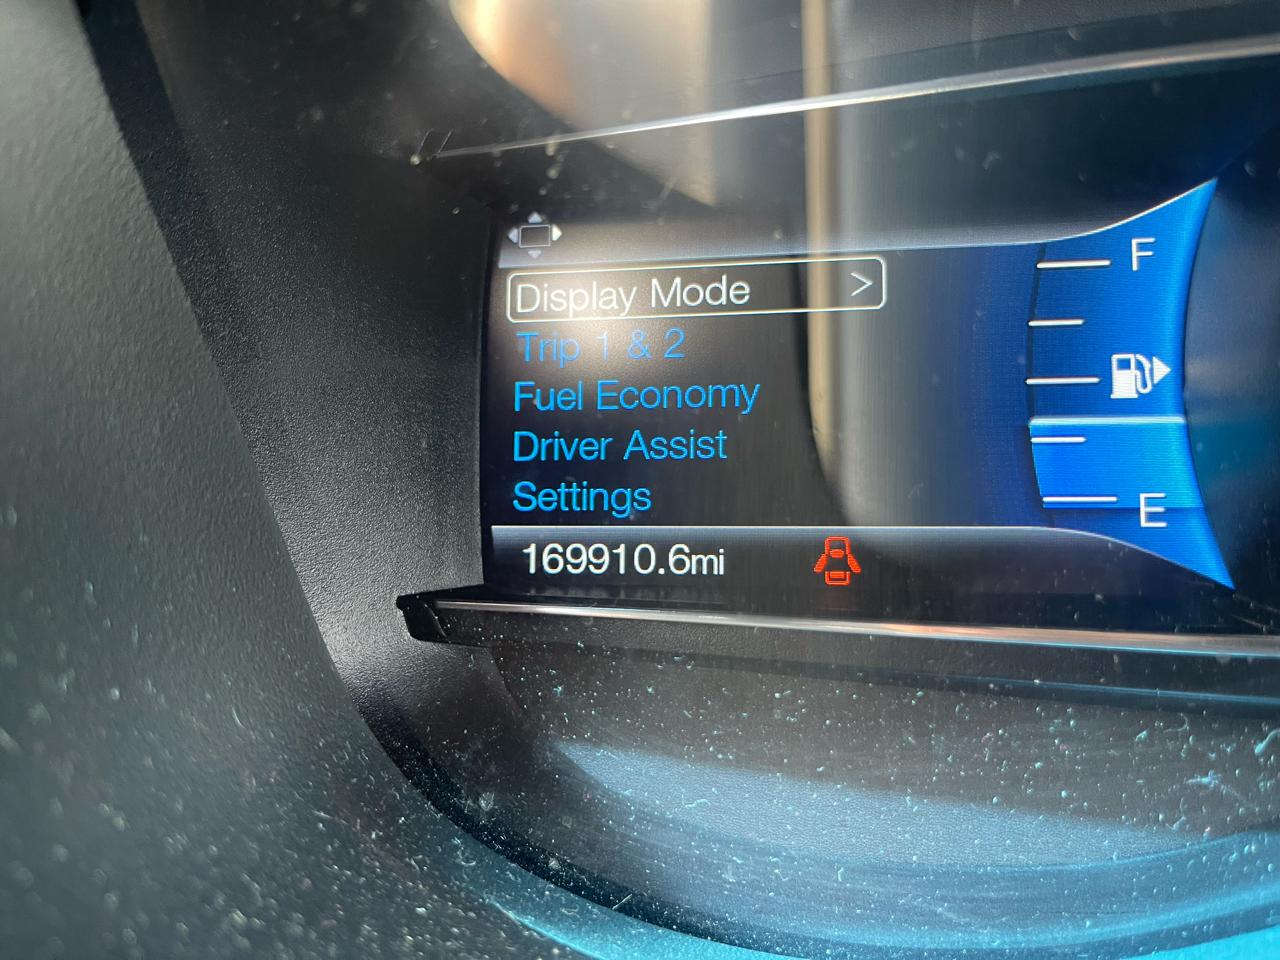 Display Mode >
Trip 1 & 2
Fuel Economy
Driver Assist
Settings
169910.6mi
F
E